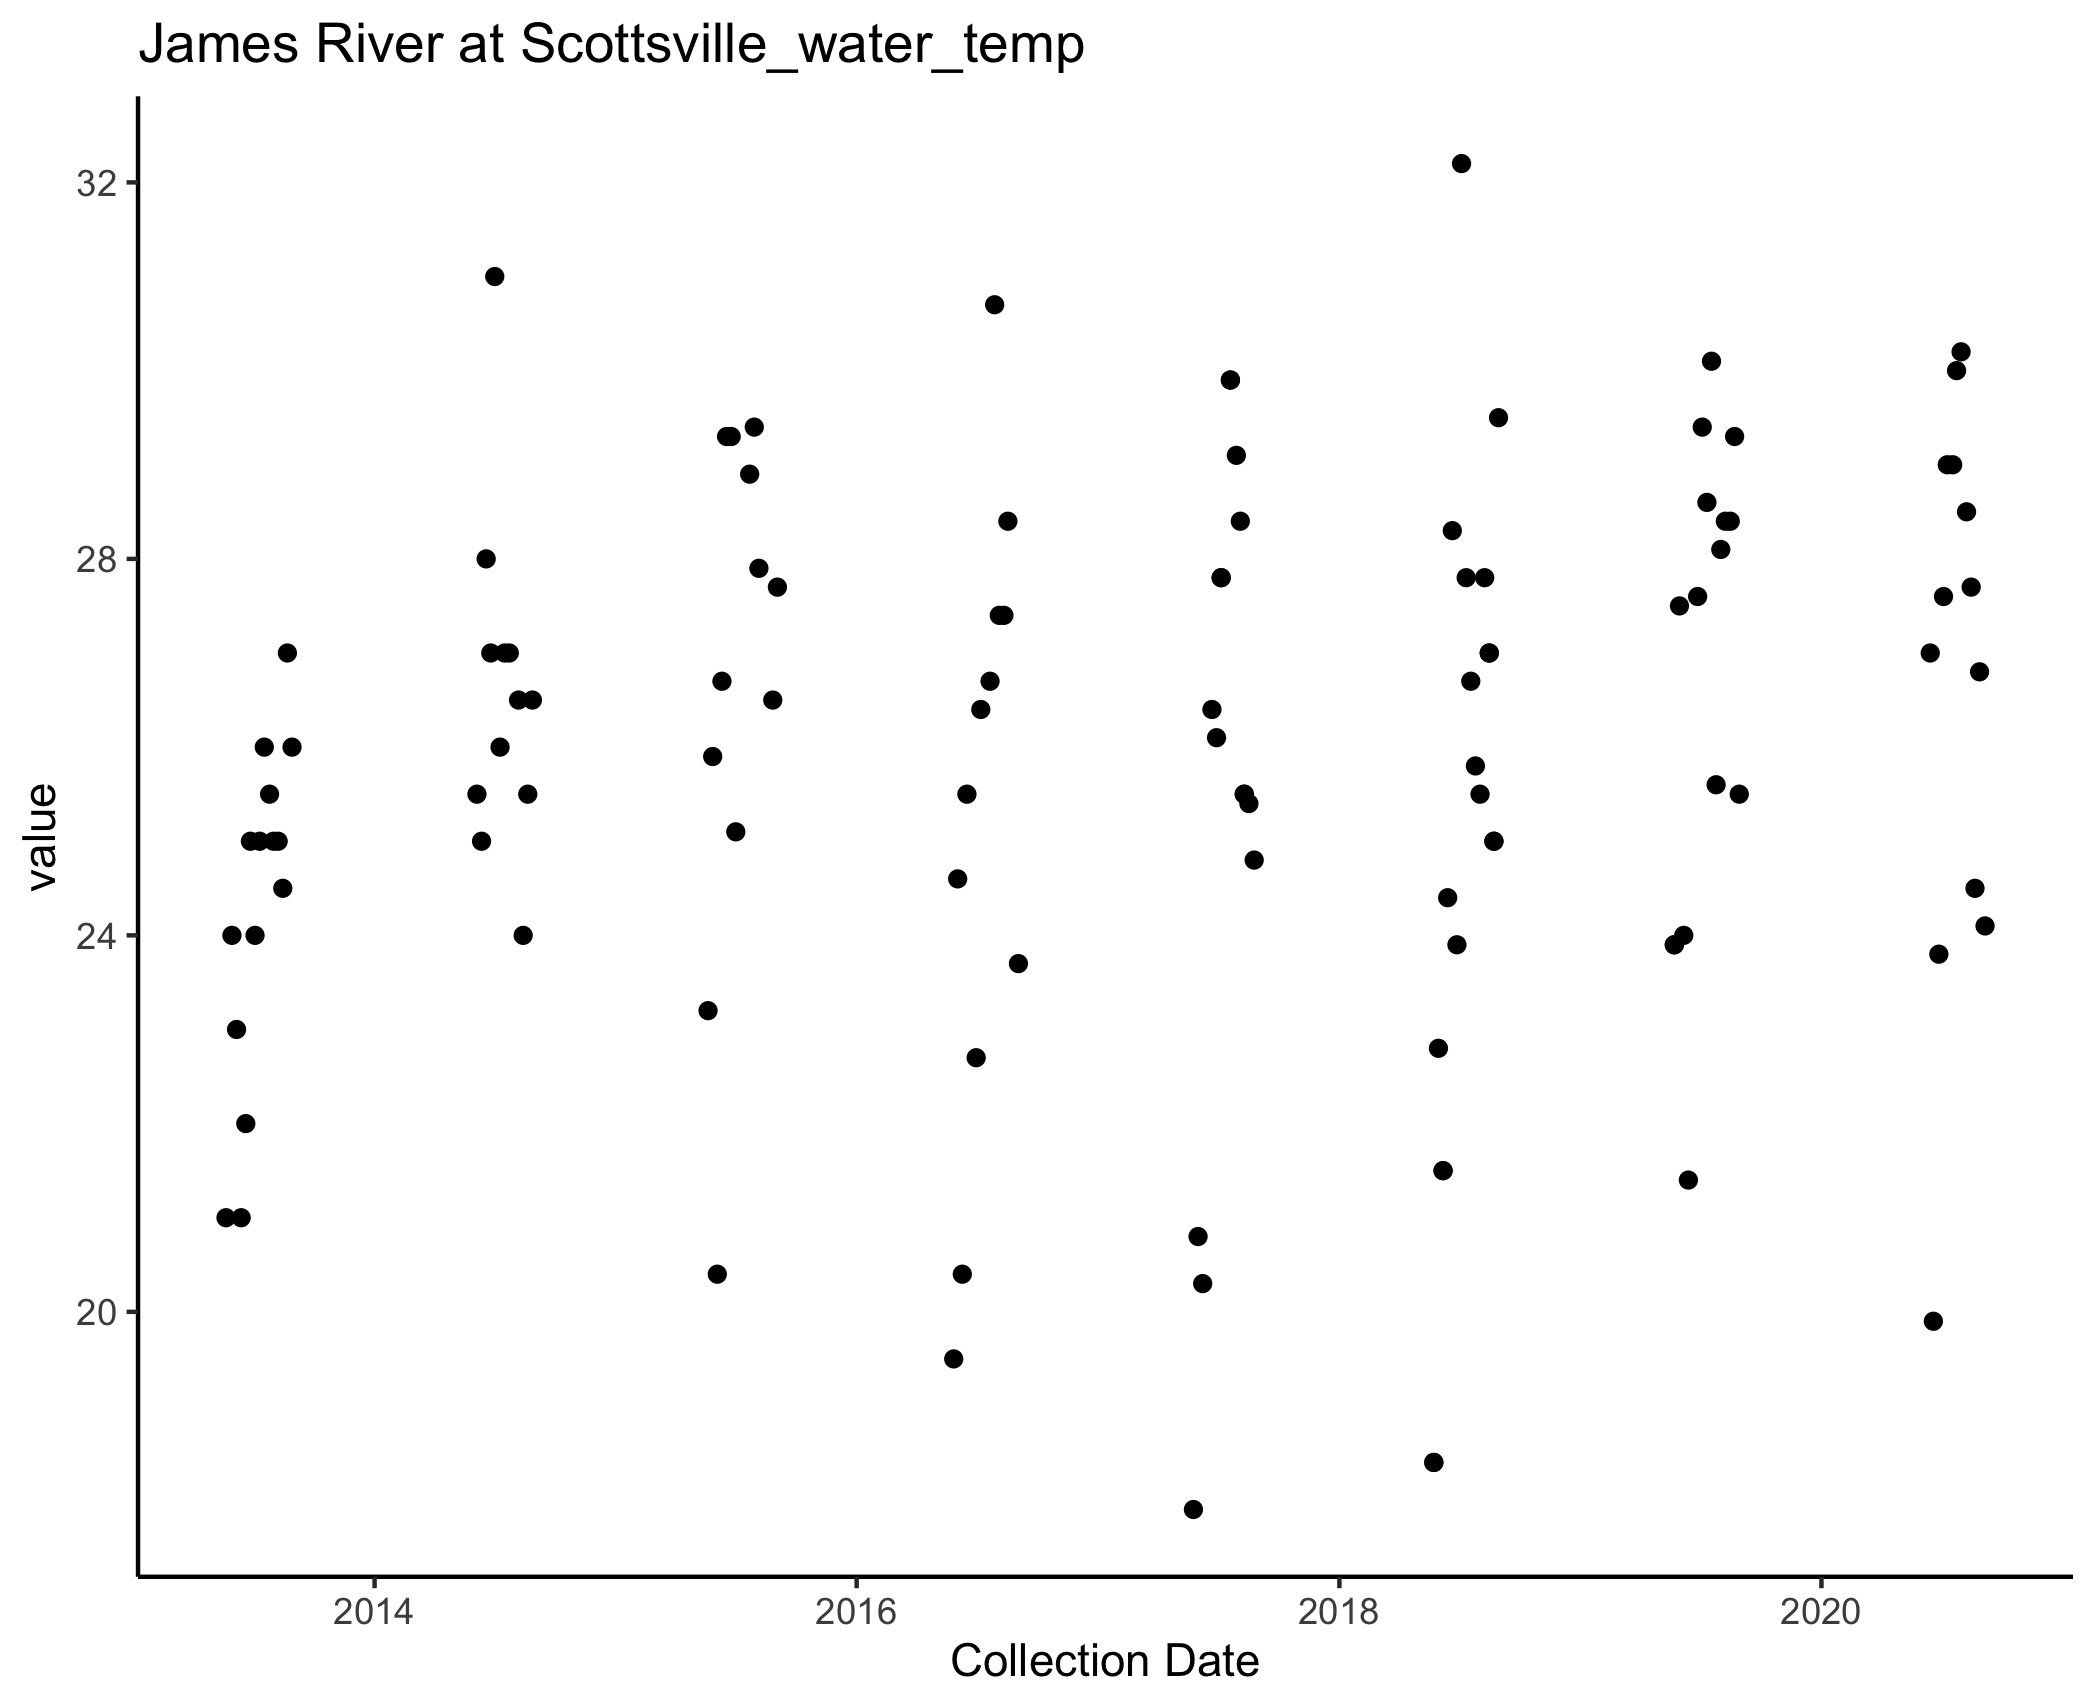 James River at Scottsville_water_temp
32
28
24
20
value
2014 2016 2018 2020
Collection Date